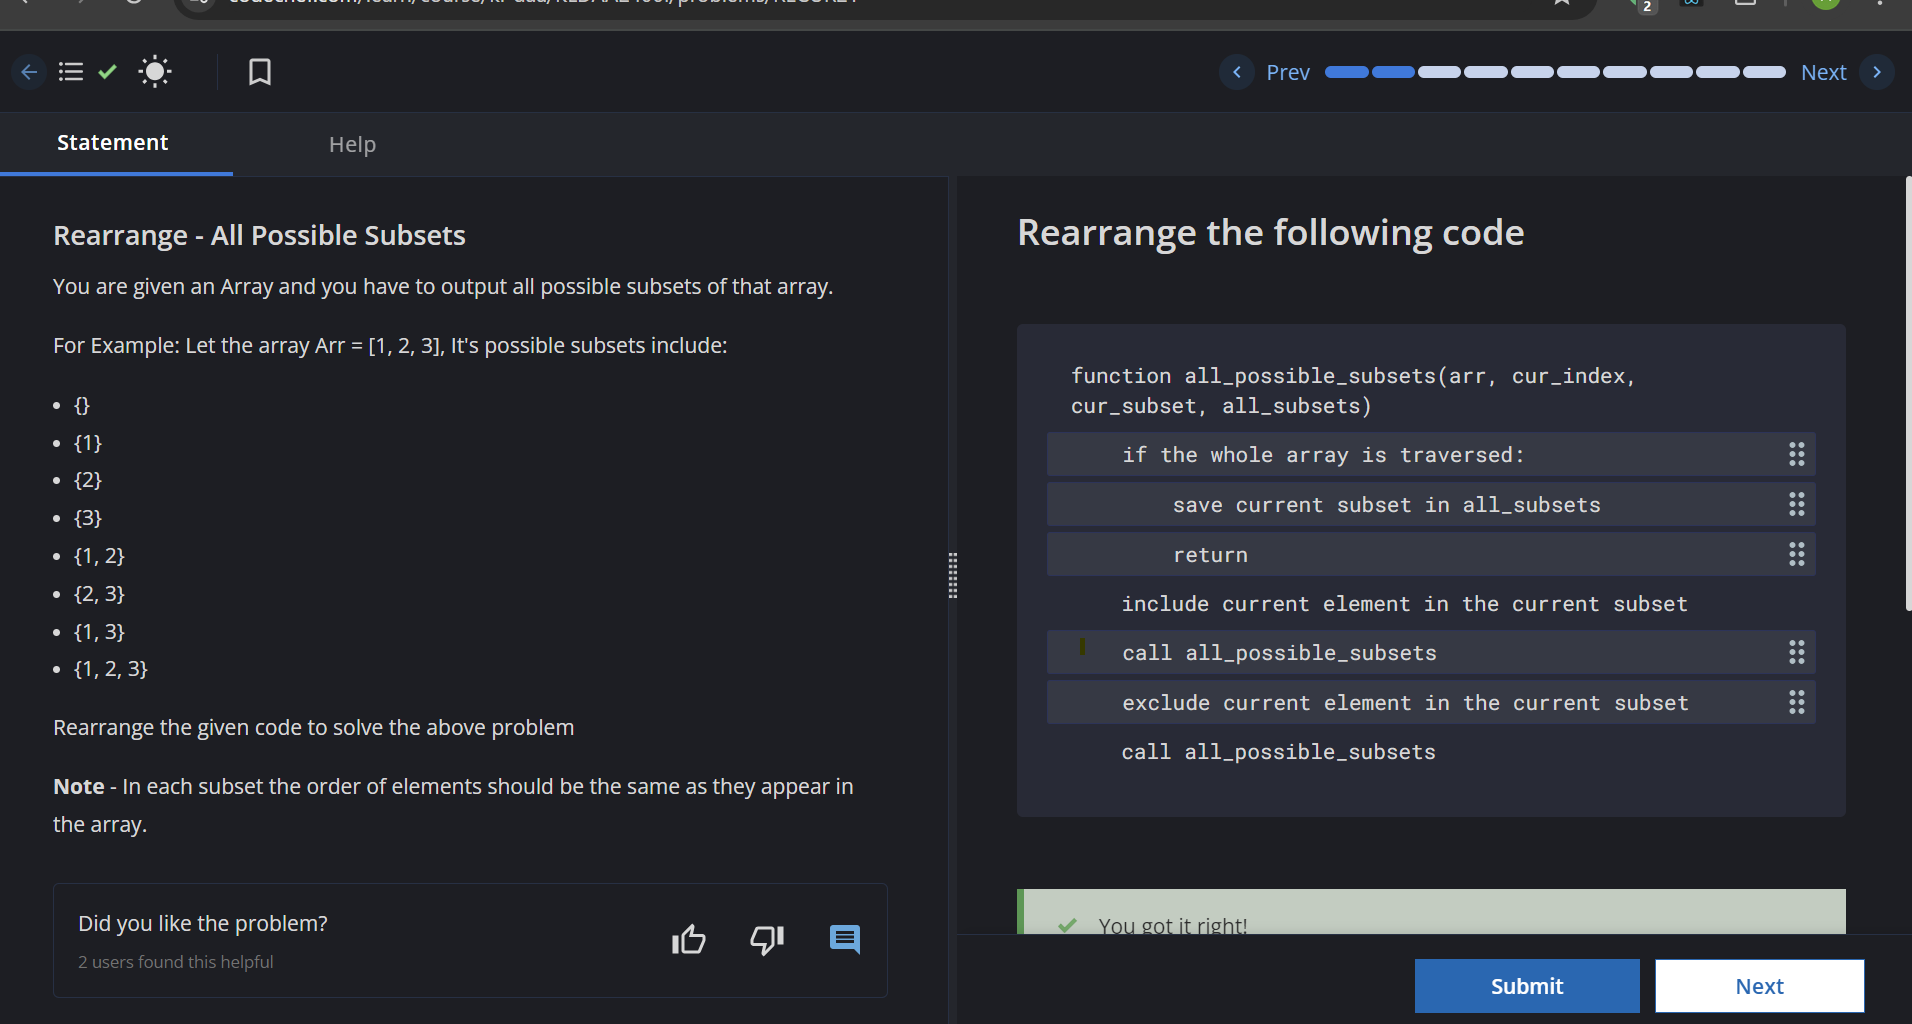 2
Prev
Next
Statement
Help
Rearrange - All Possible Subsets
You are given an Array and you have to output all possible subsets of that array.
For Example: Let the array Arr = [1, 2, 3], It's possible subsets include:
• {}
• {1}
• {2}
• {3}
• {1, 2}
• {2, 3}
• {1, 3}
• {1, 2, 3}
Rearrange the given code to solve the above problem
Note - In each subset the order of elements should be the same as they appear in
the array.
Did you like the problem?
2 users found this helpful
Rearrange the following code
function all_possible_subsets(arr, cur_index,
cur_subset, all_subsets)
if the whole array is traversed:
save current subset in all_subsets
return
include current element in the current subset
call all_possible_subsets
exclude current element in the current subset
call all_possible_subsets
You got it right!
Submit
Next